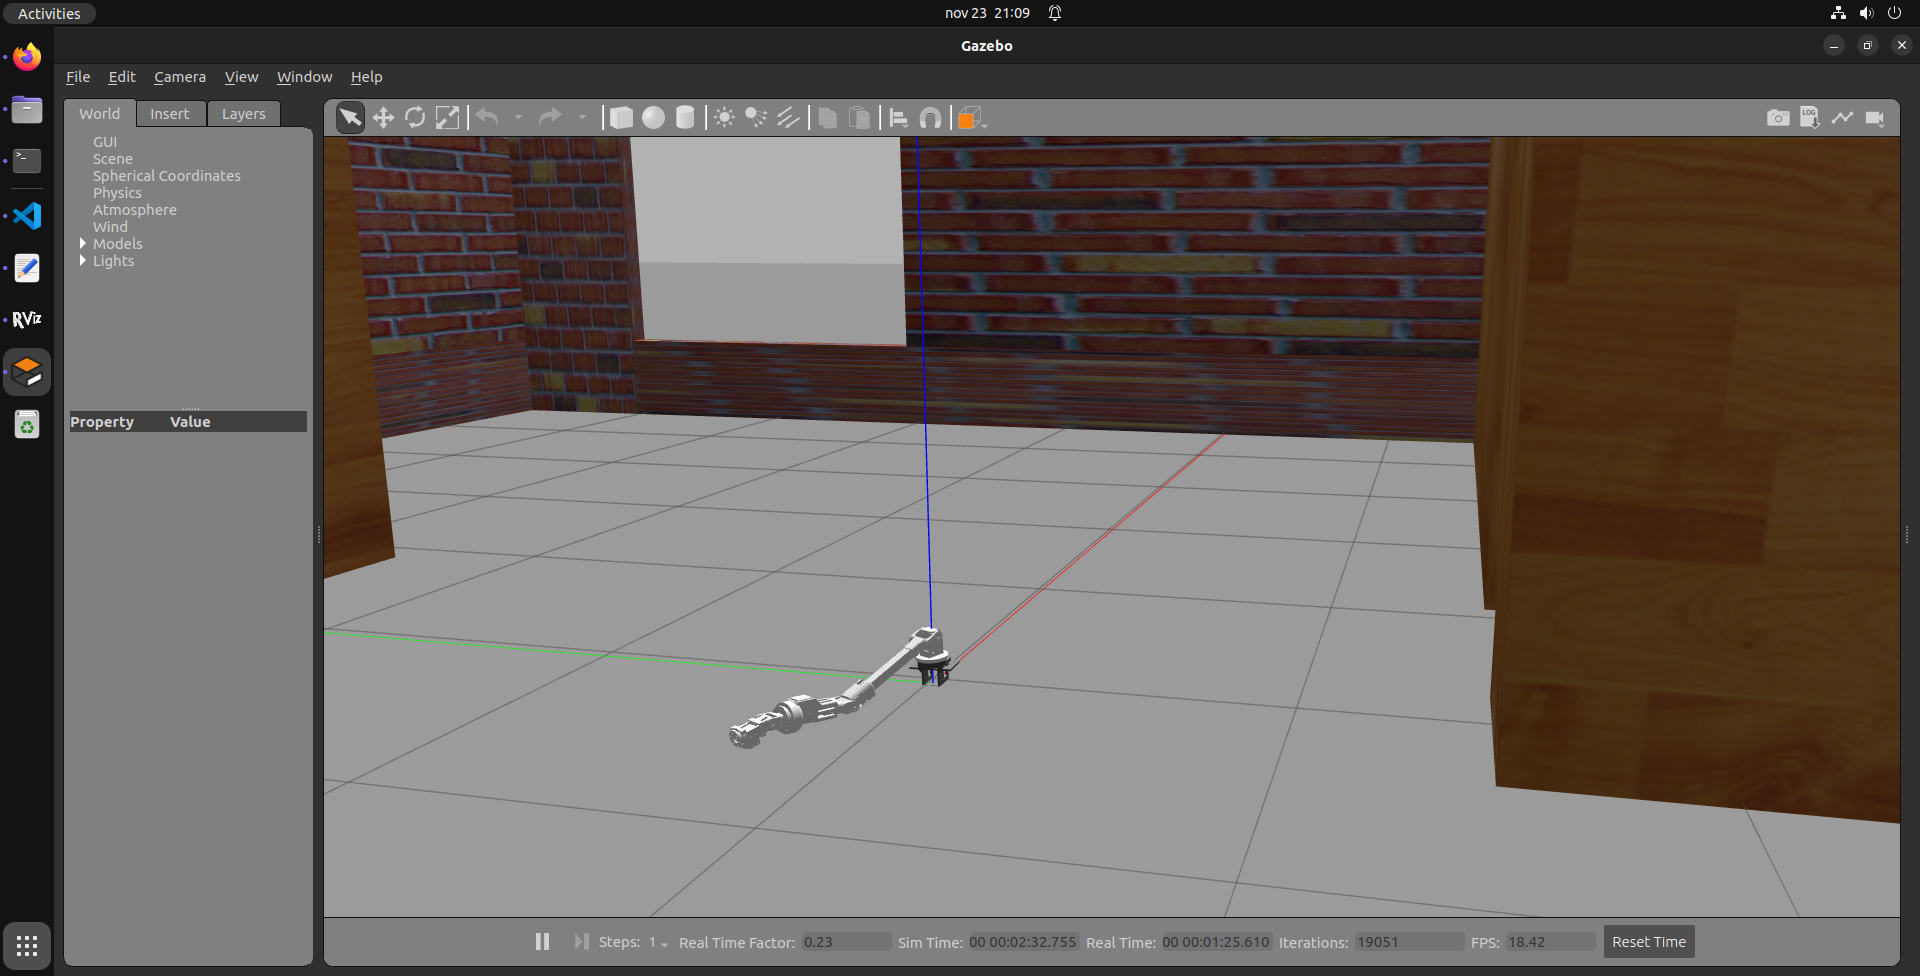 Activities
nov 23 21:09
Gazebo
File Edit Camera View Window Help
World Insert Layers
GUI
Scene
Spherical Coordinates
Physics
Atmosphere
Wind
Models
Lights
Property Value
RViz
LOG
Steps: 1 Real Time Factor: 0.23 Sim Time: 00 00:02:32.755 Real Time: 00 00:01:25.610 Iterations: 19051 FPS: 18.42 Reset Time